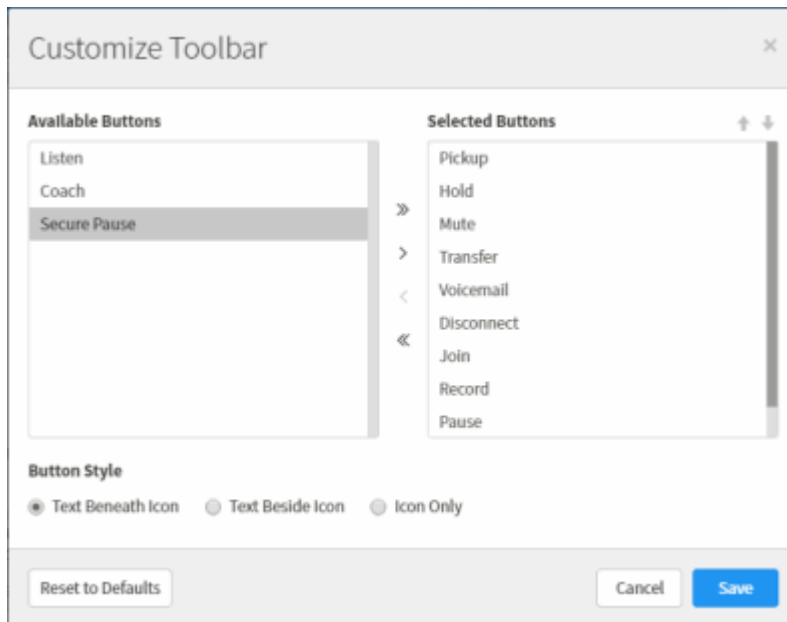 Customize Toolbar
Available Buttons
Listen
Coach
Secure Pause
Selected Buttons
Pickup
Hold
Mute
Transfer
Voicemail
Disconnect
Join
Record
Pause
Button Style
Text Beneath Icon
Text Beside Icon
Icon Only
Reset to Defaults
Cancel
Save